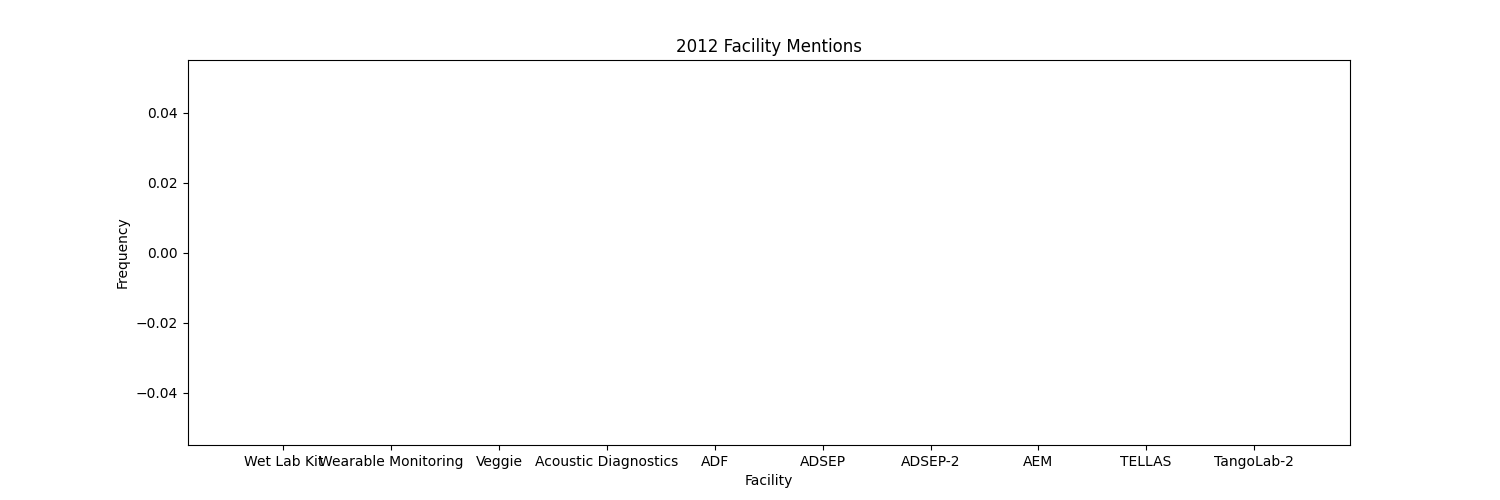 2012 Facility Mentions
0.04
0.02
0.00
−0.02
−0.04
Frequency
Wet Lab Kit Wearable Monitoring Veggie Acoustic Diagnostics ADF ADSEP ADSEP-2 AEM TELLAS TangoLab-2
Facility